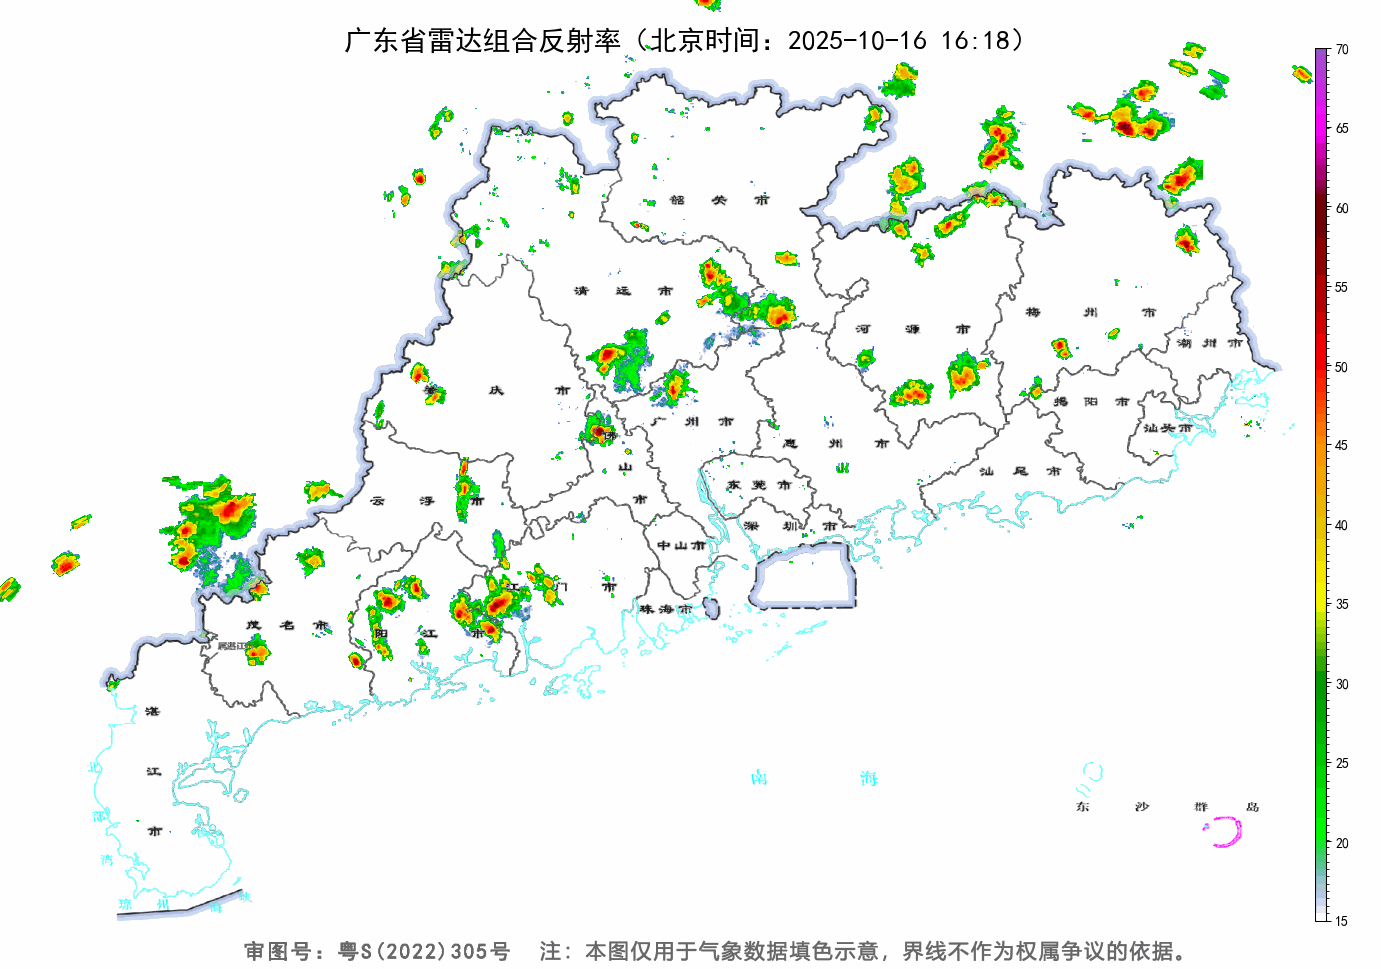 广东省雷达组合反射率（北京时间：2025-10-16 16:18）
70
65
60
55
50
45
40
35
30
25
20
15
韶关市
清远市
河源市
梅州市
潮州市
肇庆市
广州市
惠州市
揭阳市
汕头市
佛山市
云浮市
东莞市
汕尾市
深圳市
中山市
江门市
珠海市
茂名市
阳江市
属湛江市
湛江市
南海
北部湾
琼州海峡
东沙群岛
审图号：粤S(2022)305号 注：本图仅用于气象数据填色示意，界线不作为权属争议的依据。